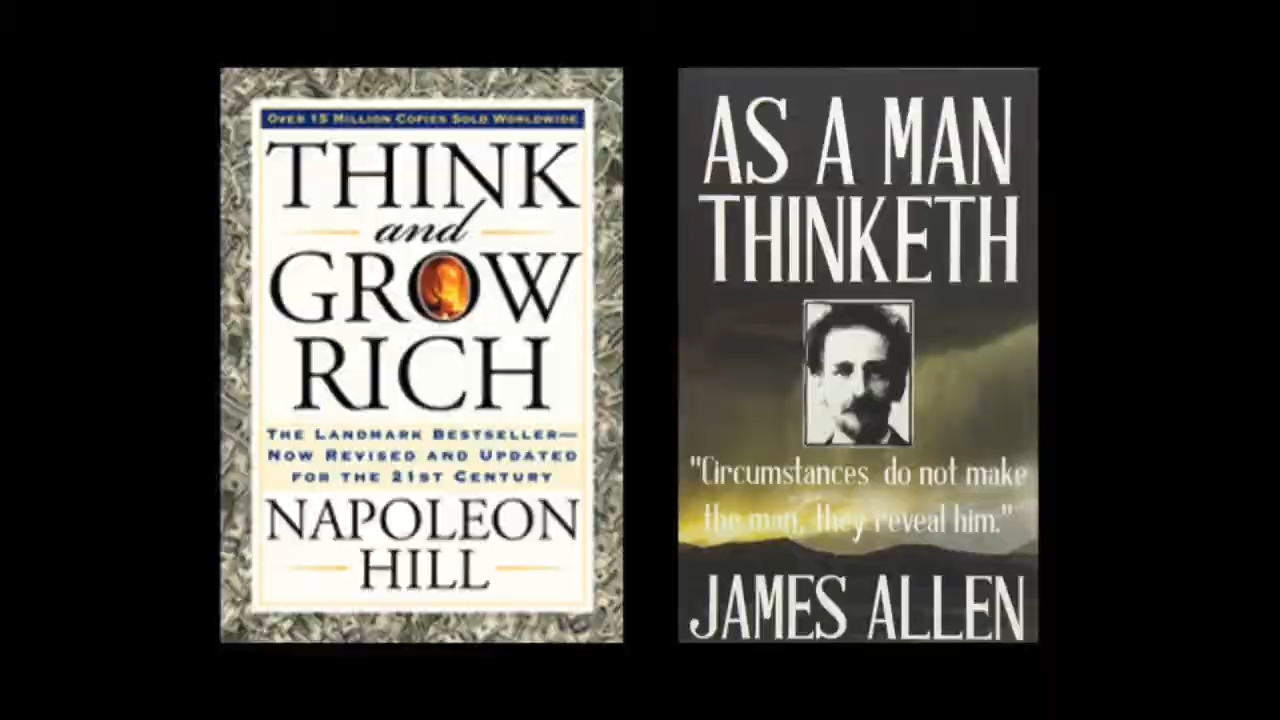 OVER 15 MILLION COPIES SOLD WORLDWIDE
THINK
and
GROW
RICH
THE LANDMARK BESTSELLER—
NOW REVISED AND UPDATED
FOR THE 21ST CENTURY
NAPOLEON
HILL
AS A MAN
THINKETH
"Circumstances do not make
the man, they reveal him."
JAMES ALLEN